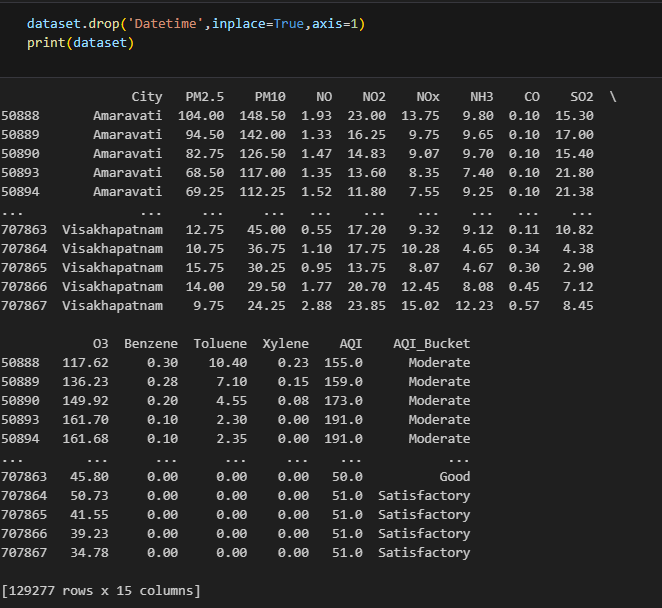 dataset.drop('Datetime',inplace=True,axis=1)
print(dataset)
City PM2.5 PM10 NO NO2 NOx NH3 CO SO2 \
50888 Amaravati 104.00 148.50 1.93 23.00 13.75 9.80 0.10 15.30
50889 Amaravati 94.50 142.00 1.33 16.25 9.75 9.65 0.10 17.00
50890 Amaravati 82.75 126.50 1.47 14.83 9.07 9.70 0.10 15.40
50893 Amaravati 68.50 117.00 1.35 13.60 8.35 7.40 0.10 21.80
50894 Amaravati 69.25 112.25 1.52 11.80 7.55 9.25 0.10 21.38
... ... ... ... ... ... ... ... ... ...
707863 Visakhapatnam 12.75 45.00 0.55 17.20 9.32 9.12 0.11 10.82
707864 Visakhapatnam 10.75 36.75 1.10 17.75 10.28 4.65 0.34 4.38
707865 Visakhapatnam 15.75 30.25 0.95 13.75 8.07 4.67 0.30 2.90
707866 Visakhapatnam 14.00 29.50 1.77 20.70 12.45 8.08 0.45 7.12
707867 Visakhapatnam 9.75 24.25 2.88 23.85 15.02 12.23 0.57 8.45
O3 Benzene Toluene Xylene AQI AQI_Bucket
50888 117.62 0.30 10.40 0.23 155.0 Moderate
50889 136.23 0.28 7.10 0.15 159.0 Moderate
50890 149.92 0.20 4.55 0.08 173.0 Moderate
50893 161.70 0.10 2.30 0.00 191.0 Moderate
50894 161.68 0.10 2.35 0.00 191.0 Moderate
... ... ... ... ... ... ...
707863 45.80 0.00 0.00 0.00 50.0 Good
707864 50.73 0.00 0.00 0.00 51.0 Satisfactory
707865 41.55 0.00 0.00 0.00 51.0 Satisfactory
707866 39.23 0.00 0.00 0.00 51.0 Satisfactory
707867 34.78 0.00 0.00 0.00 51.0 Satisfactory
[129277 rows x 15 columns]